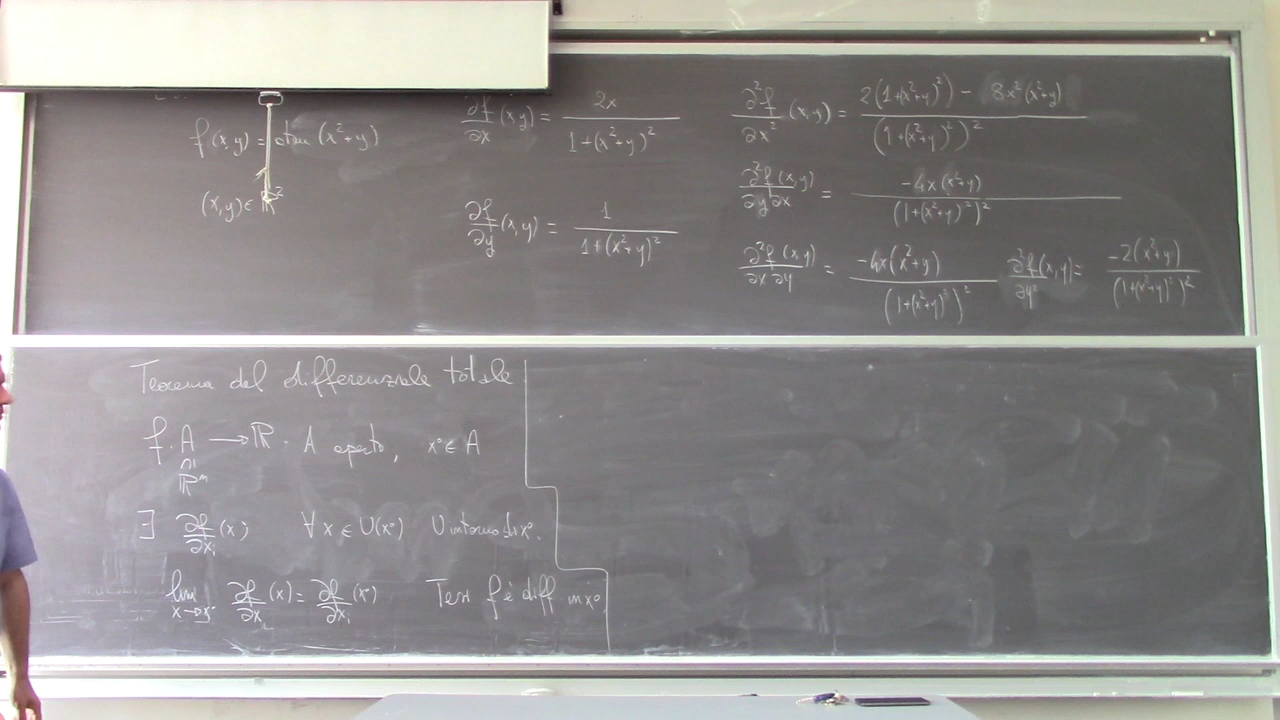 f(x,y) = atan (x²+y)
(x,y) ∈ ℝ²
∂f/∂x (x,y) = 2x / (1+(x²+y)²)
∂f/∂y (x,y) = 1 / (1+(x²+y)²)
∂²f/∂x² (x,y) = (2(1+(x²+y)²) - 8x²(x²+y)) / (1+(x²+y)²)²
∂²f(x,y)/∂y∂x = -4x(x²+y) / (1+(x²+y)²)²
∂²f(x,y)/∂x∂y = -4x(x²+y) / (1+(x²+y)²)² ∂²f/∂y² (x,y) = -2(x²+y) / (1+(x²+y)²)²
Teorema del differenziale totale
f: A → ℝ. A aperto, x° ∈ A
∩|
ℝⁿ
∃ ∂f/∂xᵢ (x) ∀ x ∈ U(x°) U intorno di x°.
lim x→x° ∂f/∂xᵢ (x) = ∂f/∂xᵢ (x°) Tesi f è diff in x°